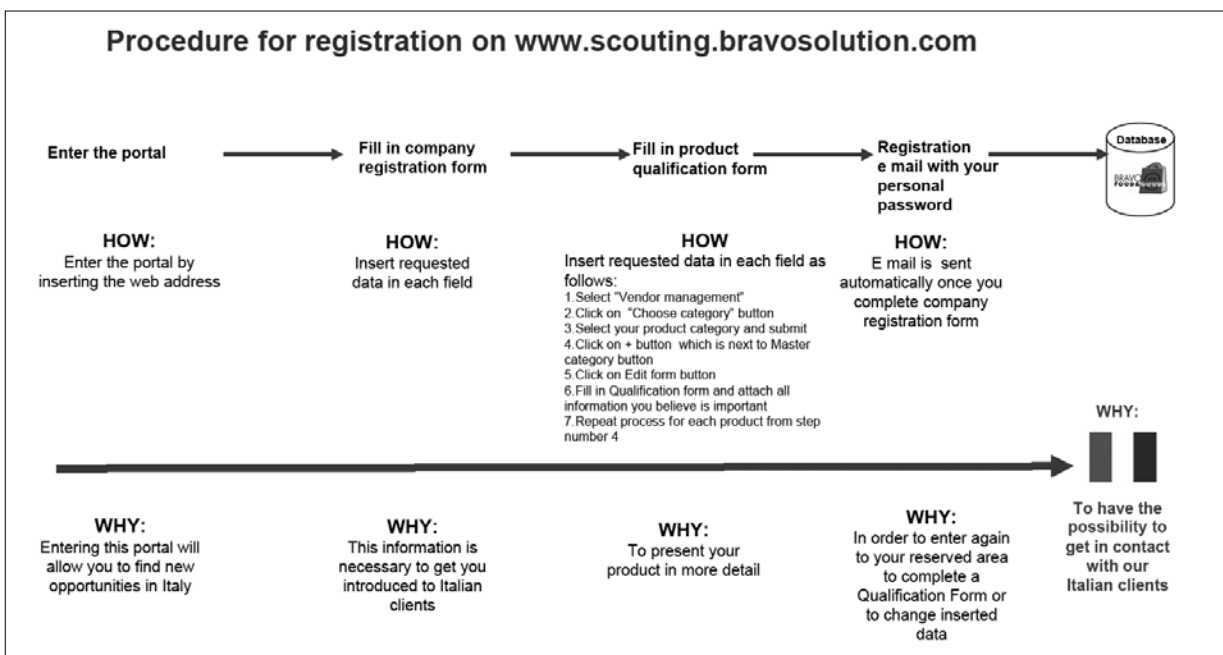 Procedure for registration on www.scouting.bravosolution.com
Enter the portal
Fill in company
registration form
Fill in product
qualification form
Registration
e mail with your
personal
password
Database
BRAVO
HOW:
Enter the portal by
inserting the web address
HOW:
Insert requested
data in each field
HOW
Insert requested data in each field as
follows:
1.Select "Vendor management"
2.Click on "Choose category" button
3.Select your product category and submit
4.Click on + button which is next to Master
category button
5.Click on Edit form button
6.Fill in Qualification form and attach all
information you believe is important
7.Repeat process for each product from step
number 4
HOW:
E mail is sent
automatically once you
complete company
registration form
WHY:
Entering this portal will
allow you to find new
opportunities in Italy
WHY:
This information is
necessary to get you
introduced to Italian
clients
WHY:
To present your
product in more detail
WHY:
In order to enter again
to your reserved area
to complete a
Qualification Form or
to change inserted
data
WHY:
To have the
possibility to
get in contact
with our
Italian clients